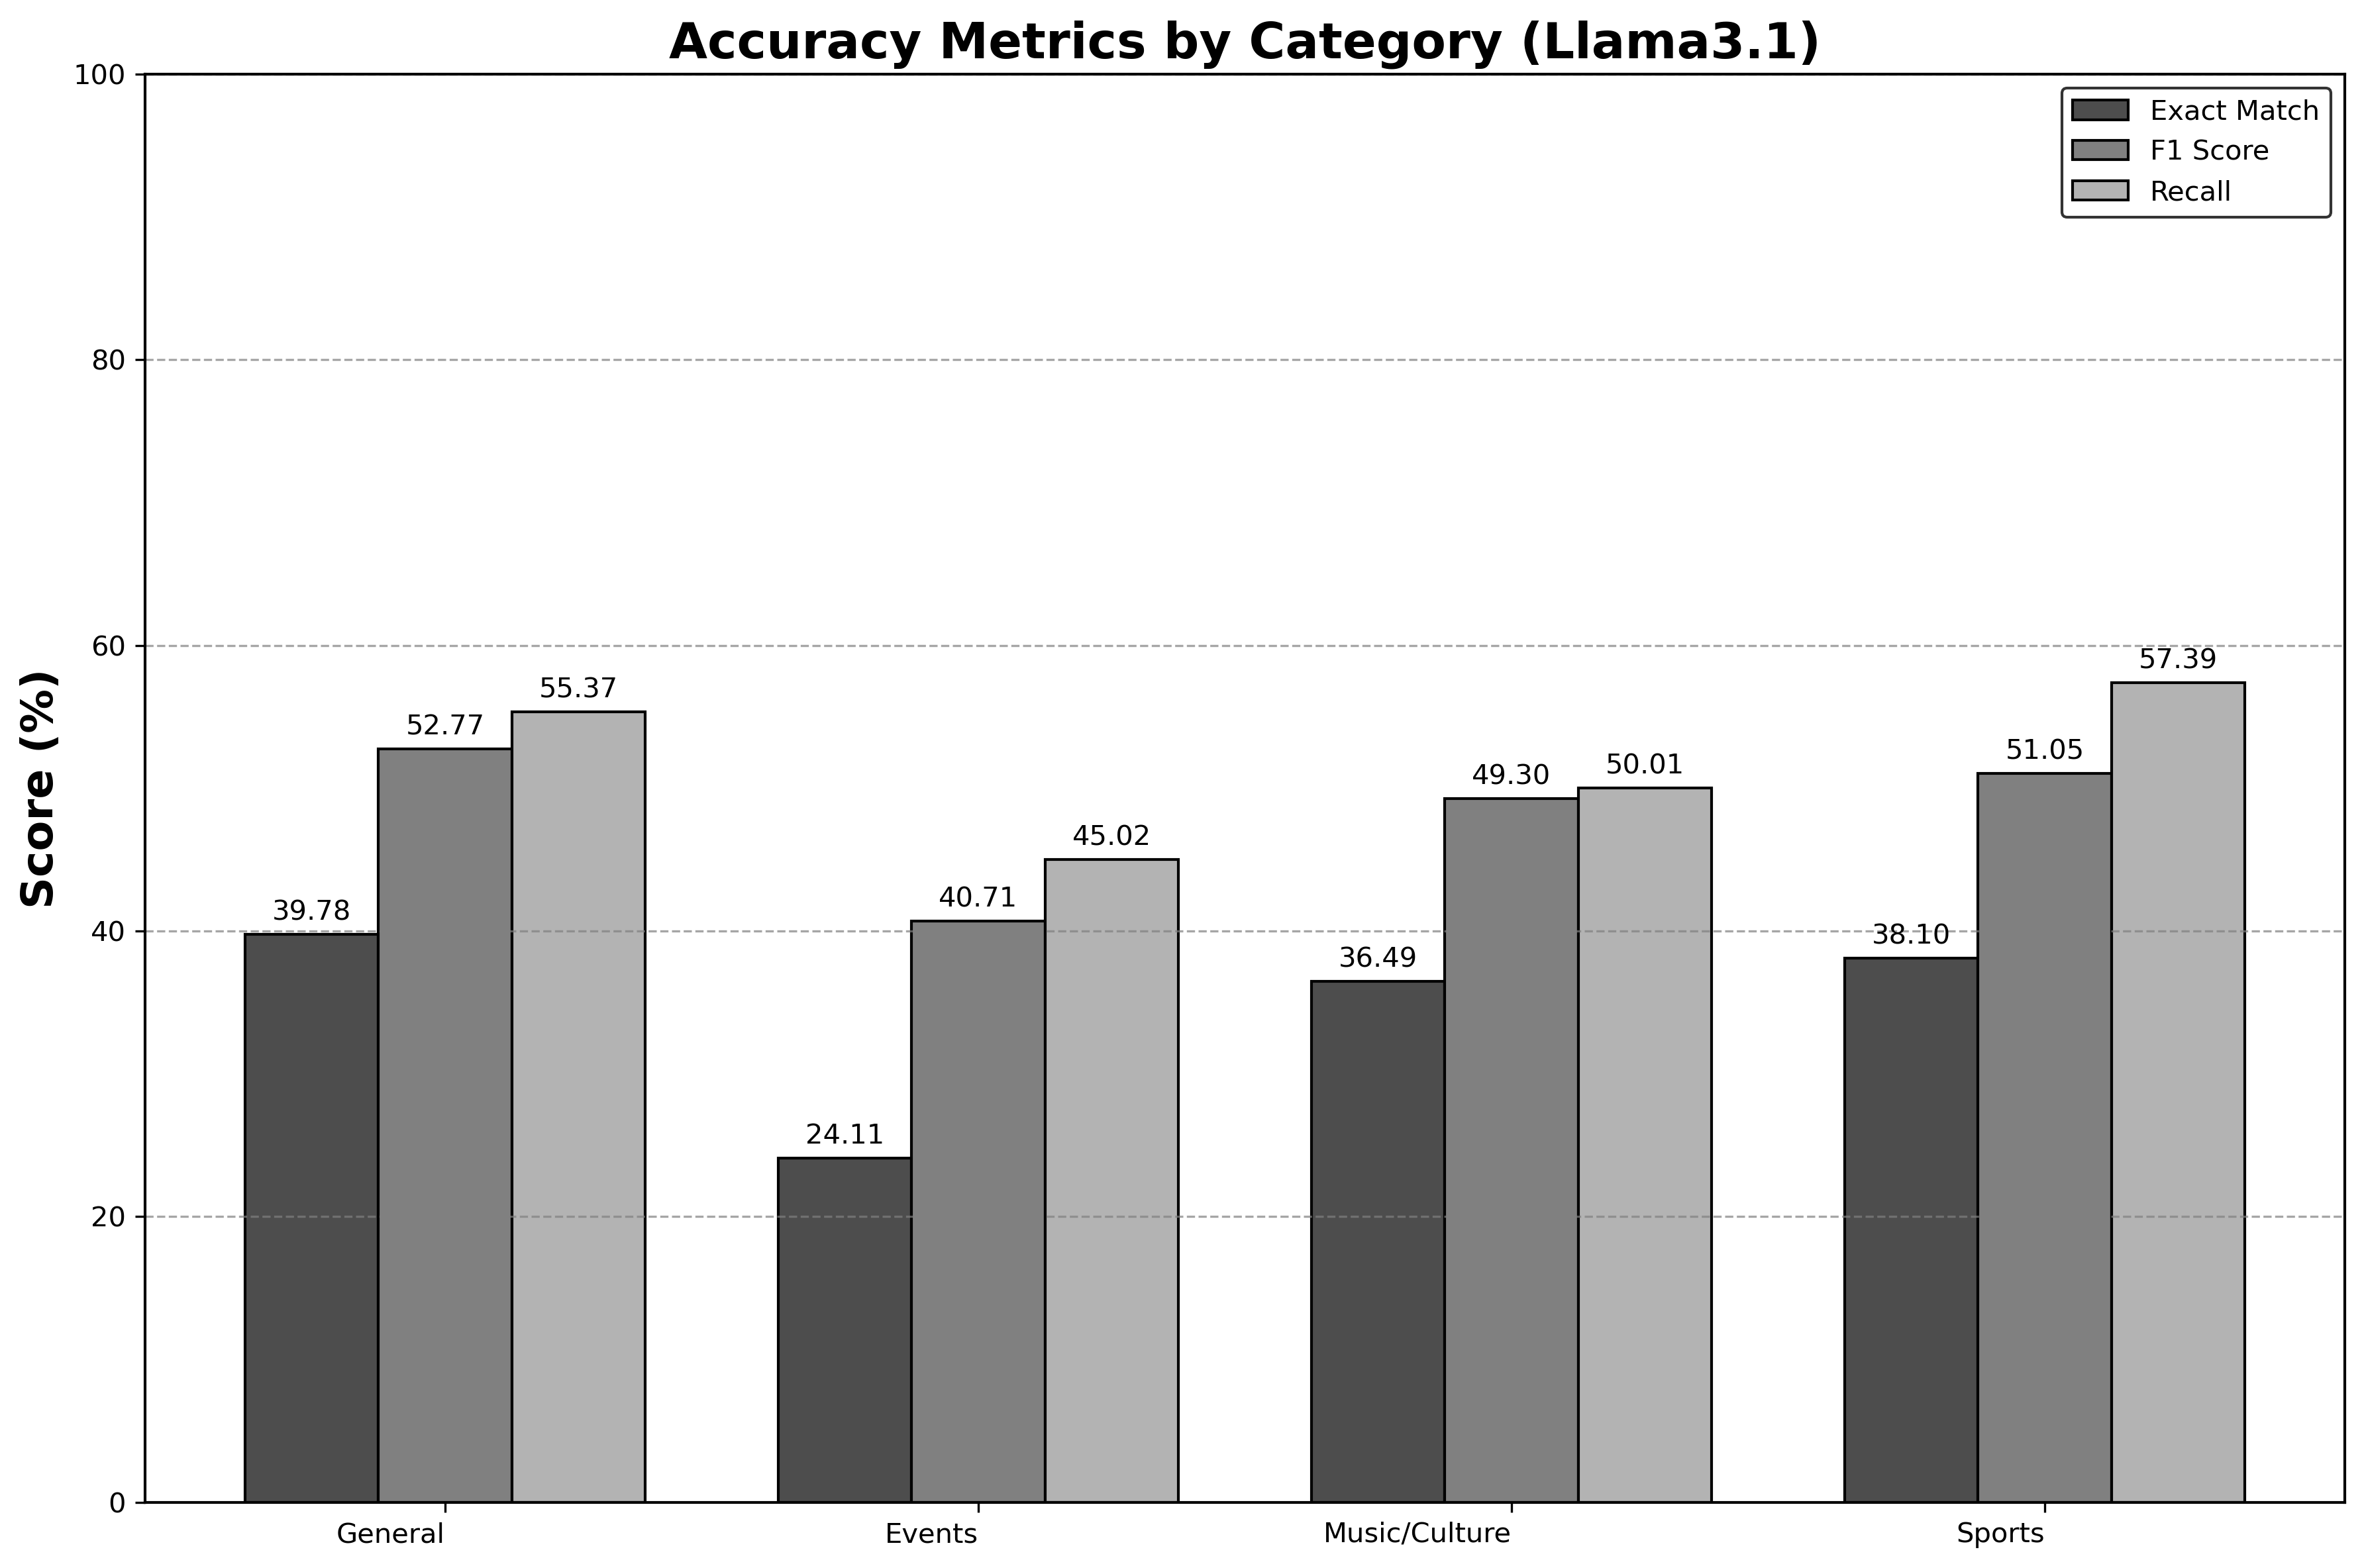 Accuracy Metrics by Category (Llama3.1)
Exact Match
F1 Score
Recall
Score (%)
100
80
60
40
20
0
39.78
52.77
55.37
24.11
40.71
45.02
36.49
49.30
50.01
38.10
51.05
57.39
General
Events
Music/Culture
Sports